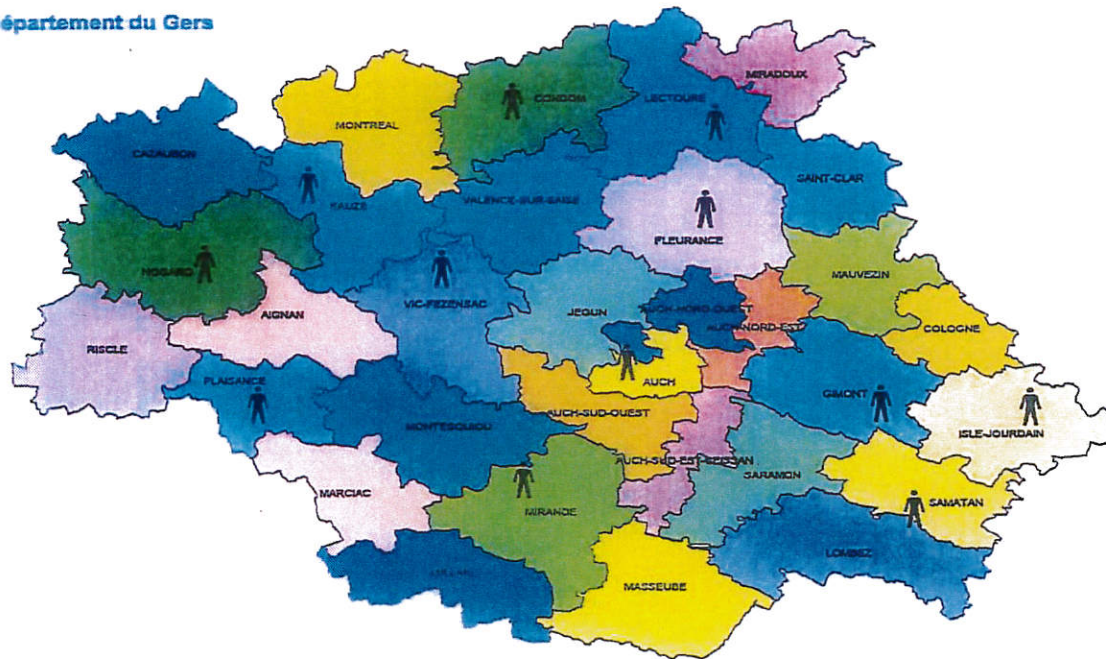 épartement du Gers
MIRADOUX
CONDOM
LECTOURE
MONTREAL
CAZAUBON
SAINT-CLAR
EAUZE
VALENCE-SUR-BAISE
FLEURANCE
NOGARO
MAUVEZIN
VIC-FEZENSAC
AUCH-NORD-OUEST
AIGNAN
JEGUN
AUCH-NORD-EST
COLOGNE
RISCLE
PLAISANCE
AUCH
GIMONT
AUCH-SUD-OUEST
MONTESQUIOU
ISLE-JOURDAIN
AUCH-SUD-EST-SEISSAN
SARAMON
MARCIAC
MIRANDE
SAMATAN
LOMBEZ
MASSEUBE